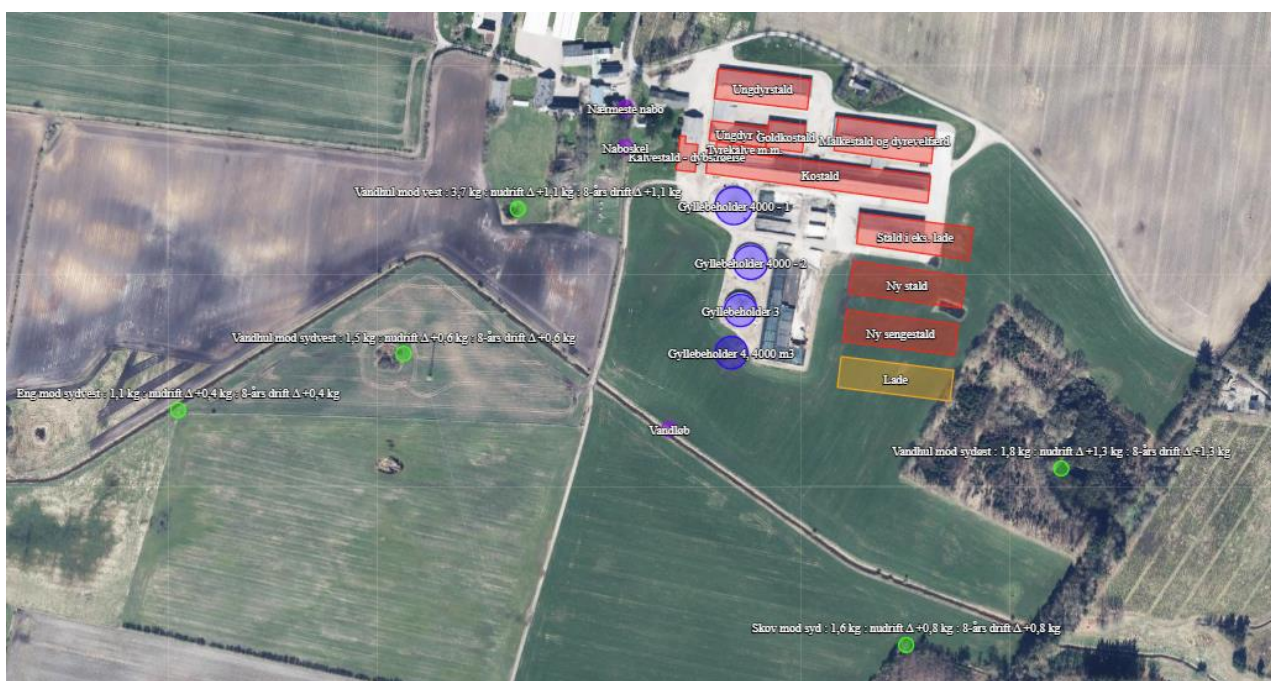 Ungdyrstald
Nærmeste nabo
Ungdyr
Goldkostald
Malkestald og dyrevelfærd
Naboskel
Tyrekalve m.m.
Kalvestald - dybstrøelse
Kostald
Vandhul mod vest : 3,7 kg : nudrift Δ +1,1 kg : 8-års drift Δ +1,1 kg
Gyllebeholder 4000 - 1
Stald i eks. lade
Gyllebeholder 4000 - 2
Ny stald
Gyllebeholder 3
Vandhul mod sydvest : 1,5 kg : nudrift Δ +0,6 kg : 8-års drift Δ +0,6 kg
Ny sengestald
Gyllebeholder 4, 4000 m3
Lade
Eng mod sydvest : 1,1 kg : nudrift Δ +0,4 kg : 8-års drift Δ +0,4 kg
Vandløb
Vandhul mod sydøst : 1,8 kg : nudrift Δ +1,3 kg : 8-års drift Δ +1,3 kg
Skov mod syd : 1,6 kg : nudrift Δ +0,8 kg : 8-års drift Δ +0,8 kg